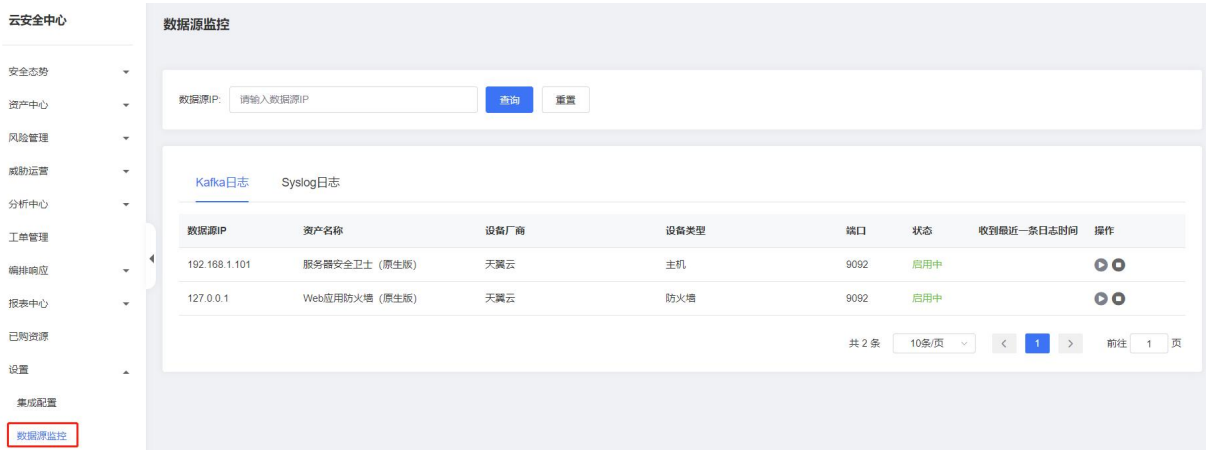 云安全中心
安全态势
资产中心
风险管理
威胁运营
分析中心
工单管理
编排响应
报表中心
已购资源
设置
集成配置
数据源监控
数据源监控
数据源IP: 请输入数据源IP 查询 重置
Kafka日志 Syslog日志
数据源IP 资产名称 设备厂商 设备类型 端口 状态 收到最近一条日志时间 操作
192.168.1.101 服务器安全卫士（原生版） 天翼云 主机 9092 启用中
127.0.0.1 Web应用防火墙（原生版） 天翼云 防火墙 9092 启用中
共 2 条 10条/页 1 前往 1 页